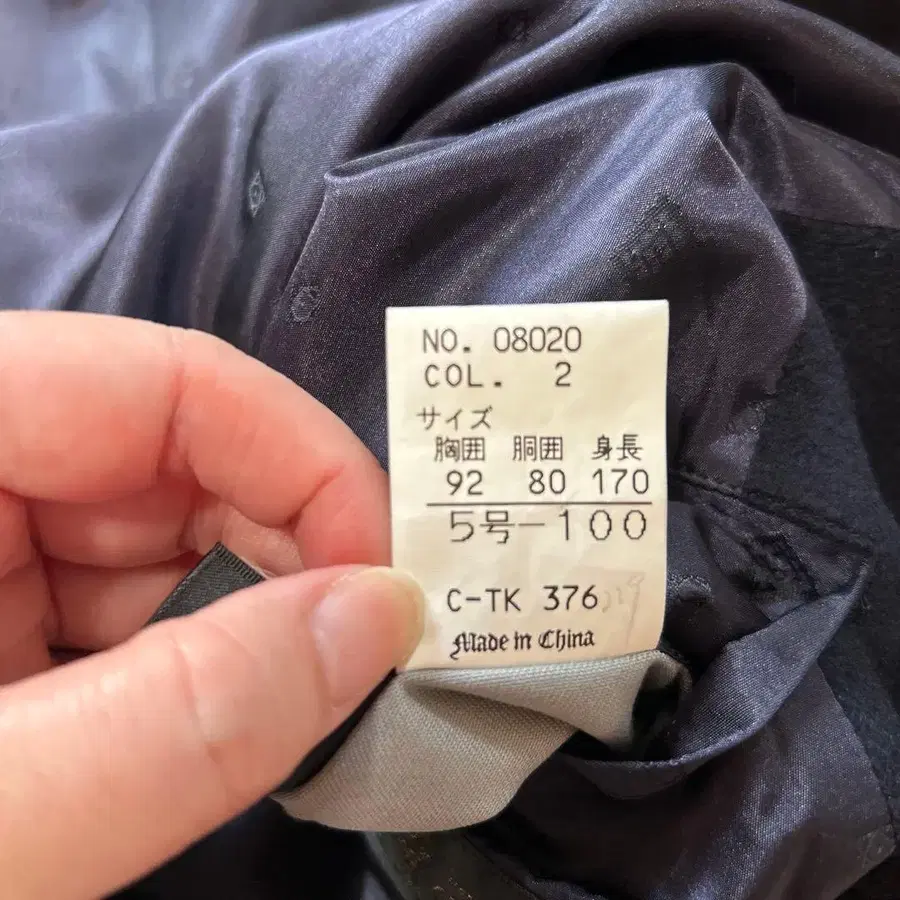 NO. 08020
COL. 2
サイズ
胸囲 胴囲 身長
92 80 170
5号-100
C-TK 376
Made in China